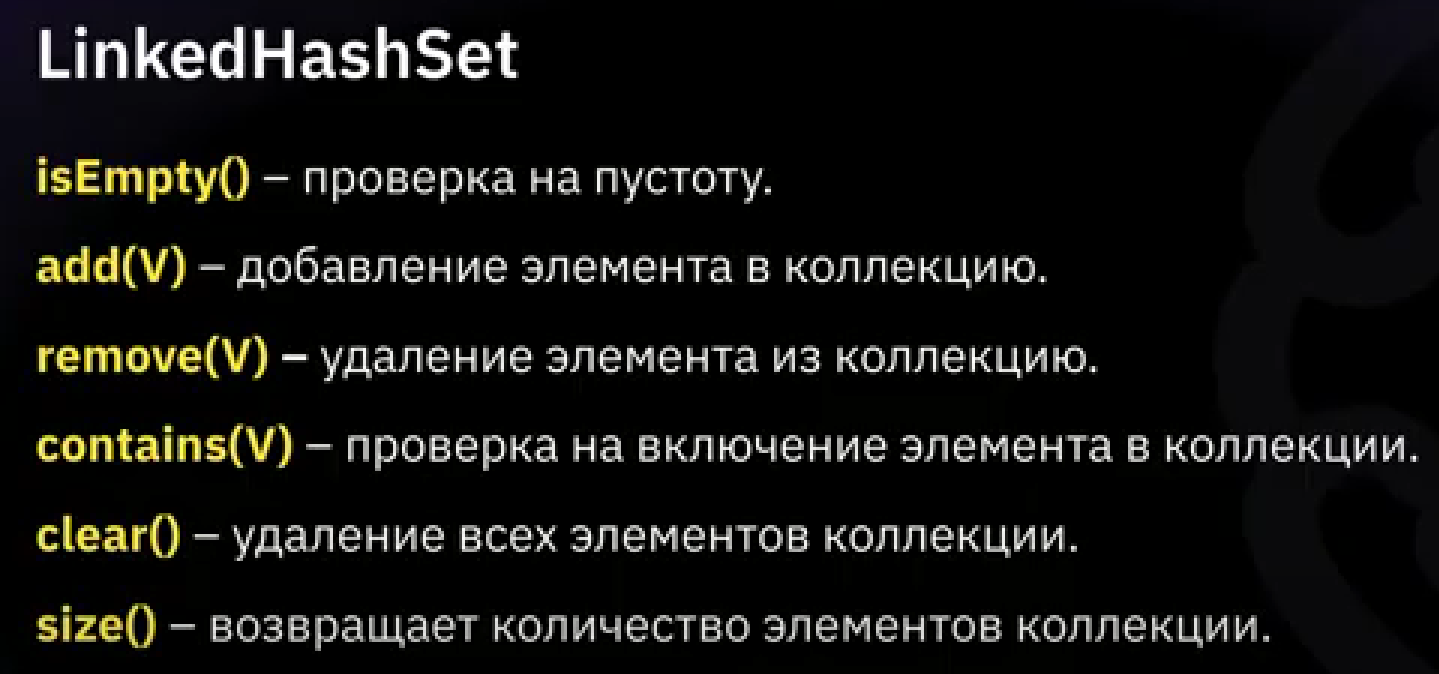 LinkedHashSet
isEmpty() – проверка на пустоту.
add(V) – добавление элемента в коллекцию.
remove(V) – удаление элемента из коллекцию.
contains(V) – проверка на включение элемента в коллекции.
clear() – удаление всех элементов коллекции.
size() – возвращает количество элементов коллекции.